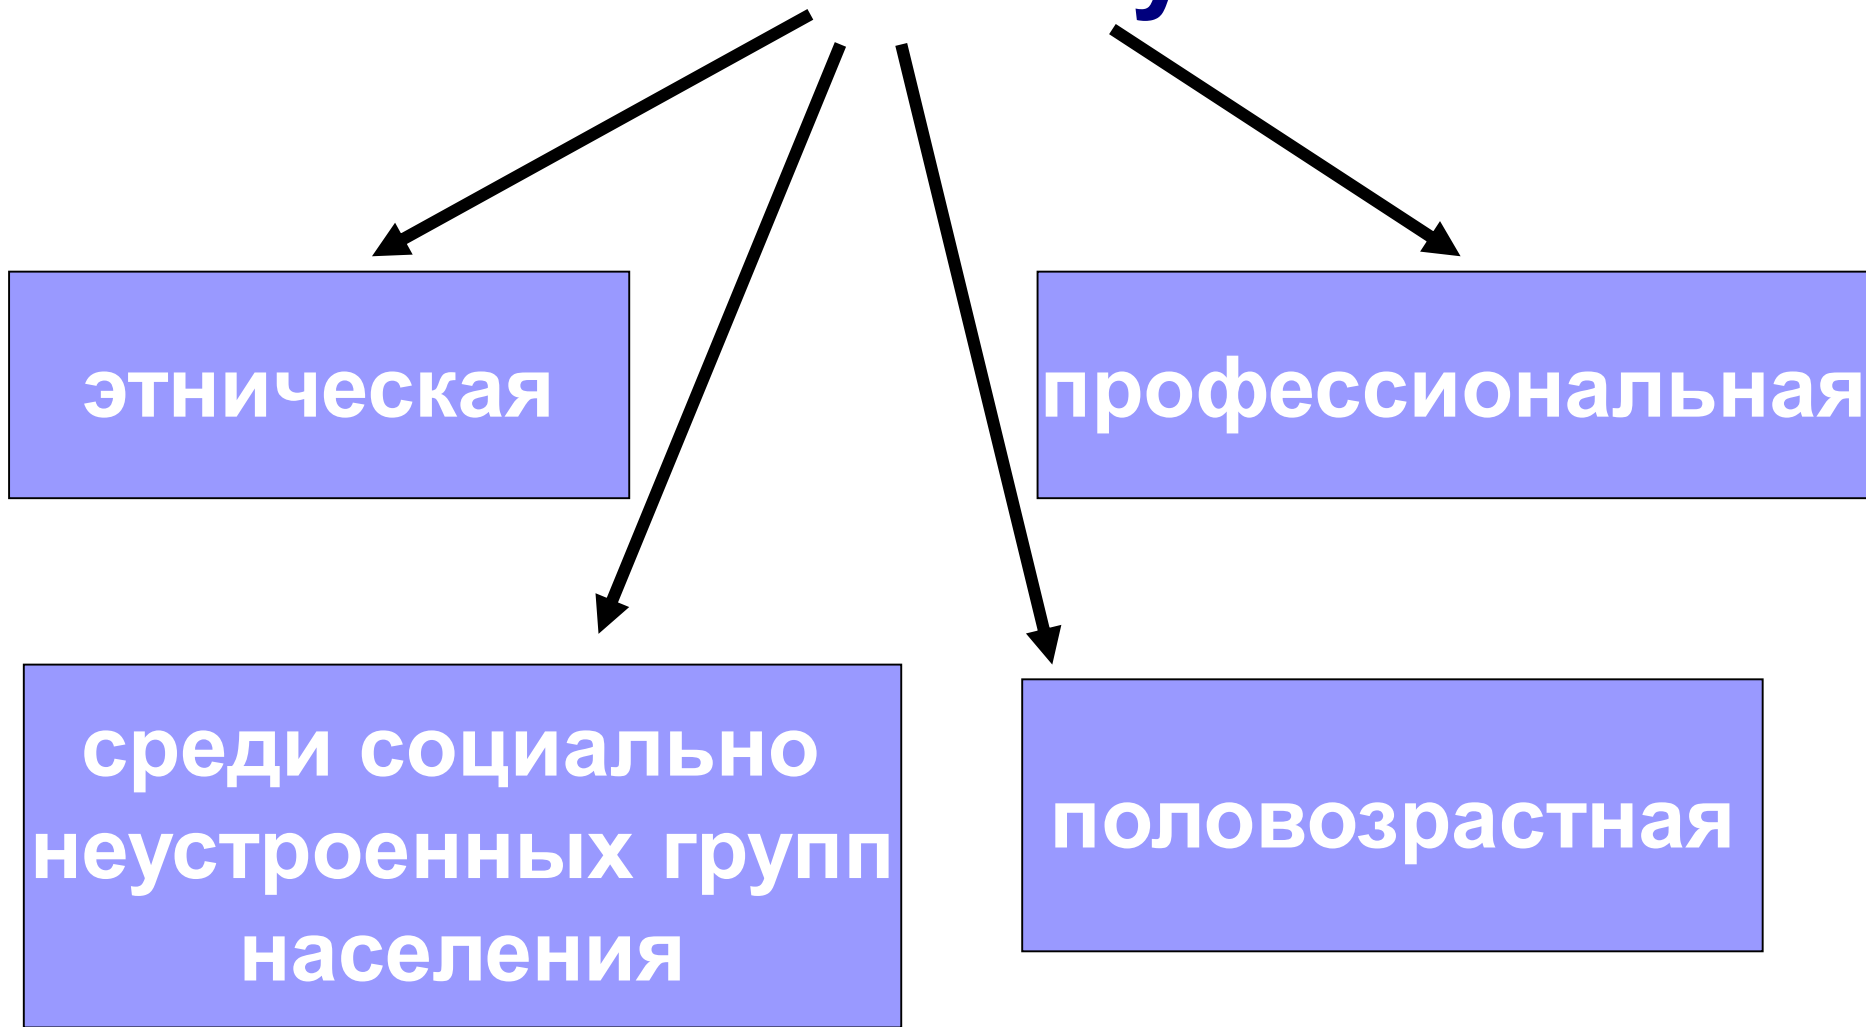 этническая
профессиональная
среди социально
неустроенных групп
населения
половозрастная